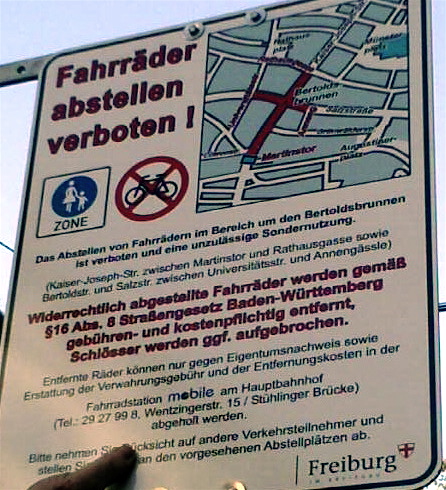 Fahrräder
abstellen
verboten !
Rathaus
platz
Münster
platz
Bertolds
brunnen
Salzstraße
Augustiner-
platz
Martinstor
ZONE
Das Abstellen von Fahrrädern im Bereich um den Bertoldsbrunnen
ist verboten und eine unzulässige Sondernutzung.
(Kaiser-Joseph-Str. zwischen Martinstor und Rathausgasse sowie
Bertoldstr. und Salzstr. zwischen Universitätsstr. und Annengässle)
Widerrechtlich abgestellte Fahrräder werden gemäß
§16 Abs. 8 Straßengesetz Baden-Württemberg
gebühren- und kostenpflichtig entfernt,
Schlösser werden ggf. aufgebrochen.
Entfernte Räder können nur gegen Eigentumsnachweis sowie
Erstattung der Verwahrungsgebühr und der Entfernungskosten in der
Fahrradstation mobile am Hauptbahnhof
(Tel.: 29 27 99 8, Wentzingerstr. 15 / Stühlinger Brücke)
abgeholt werden.
Bitte nehmen Sie Rücksicht auf andere Verkehrsteilnehmer und
stellen an den vorgesehenen Abstellplätzen ab.
Freiburg
IM BREISGAU